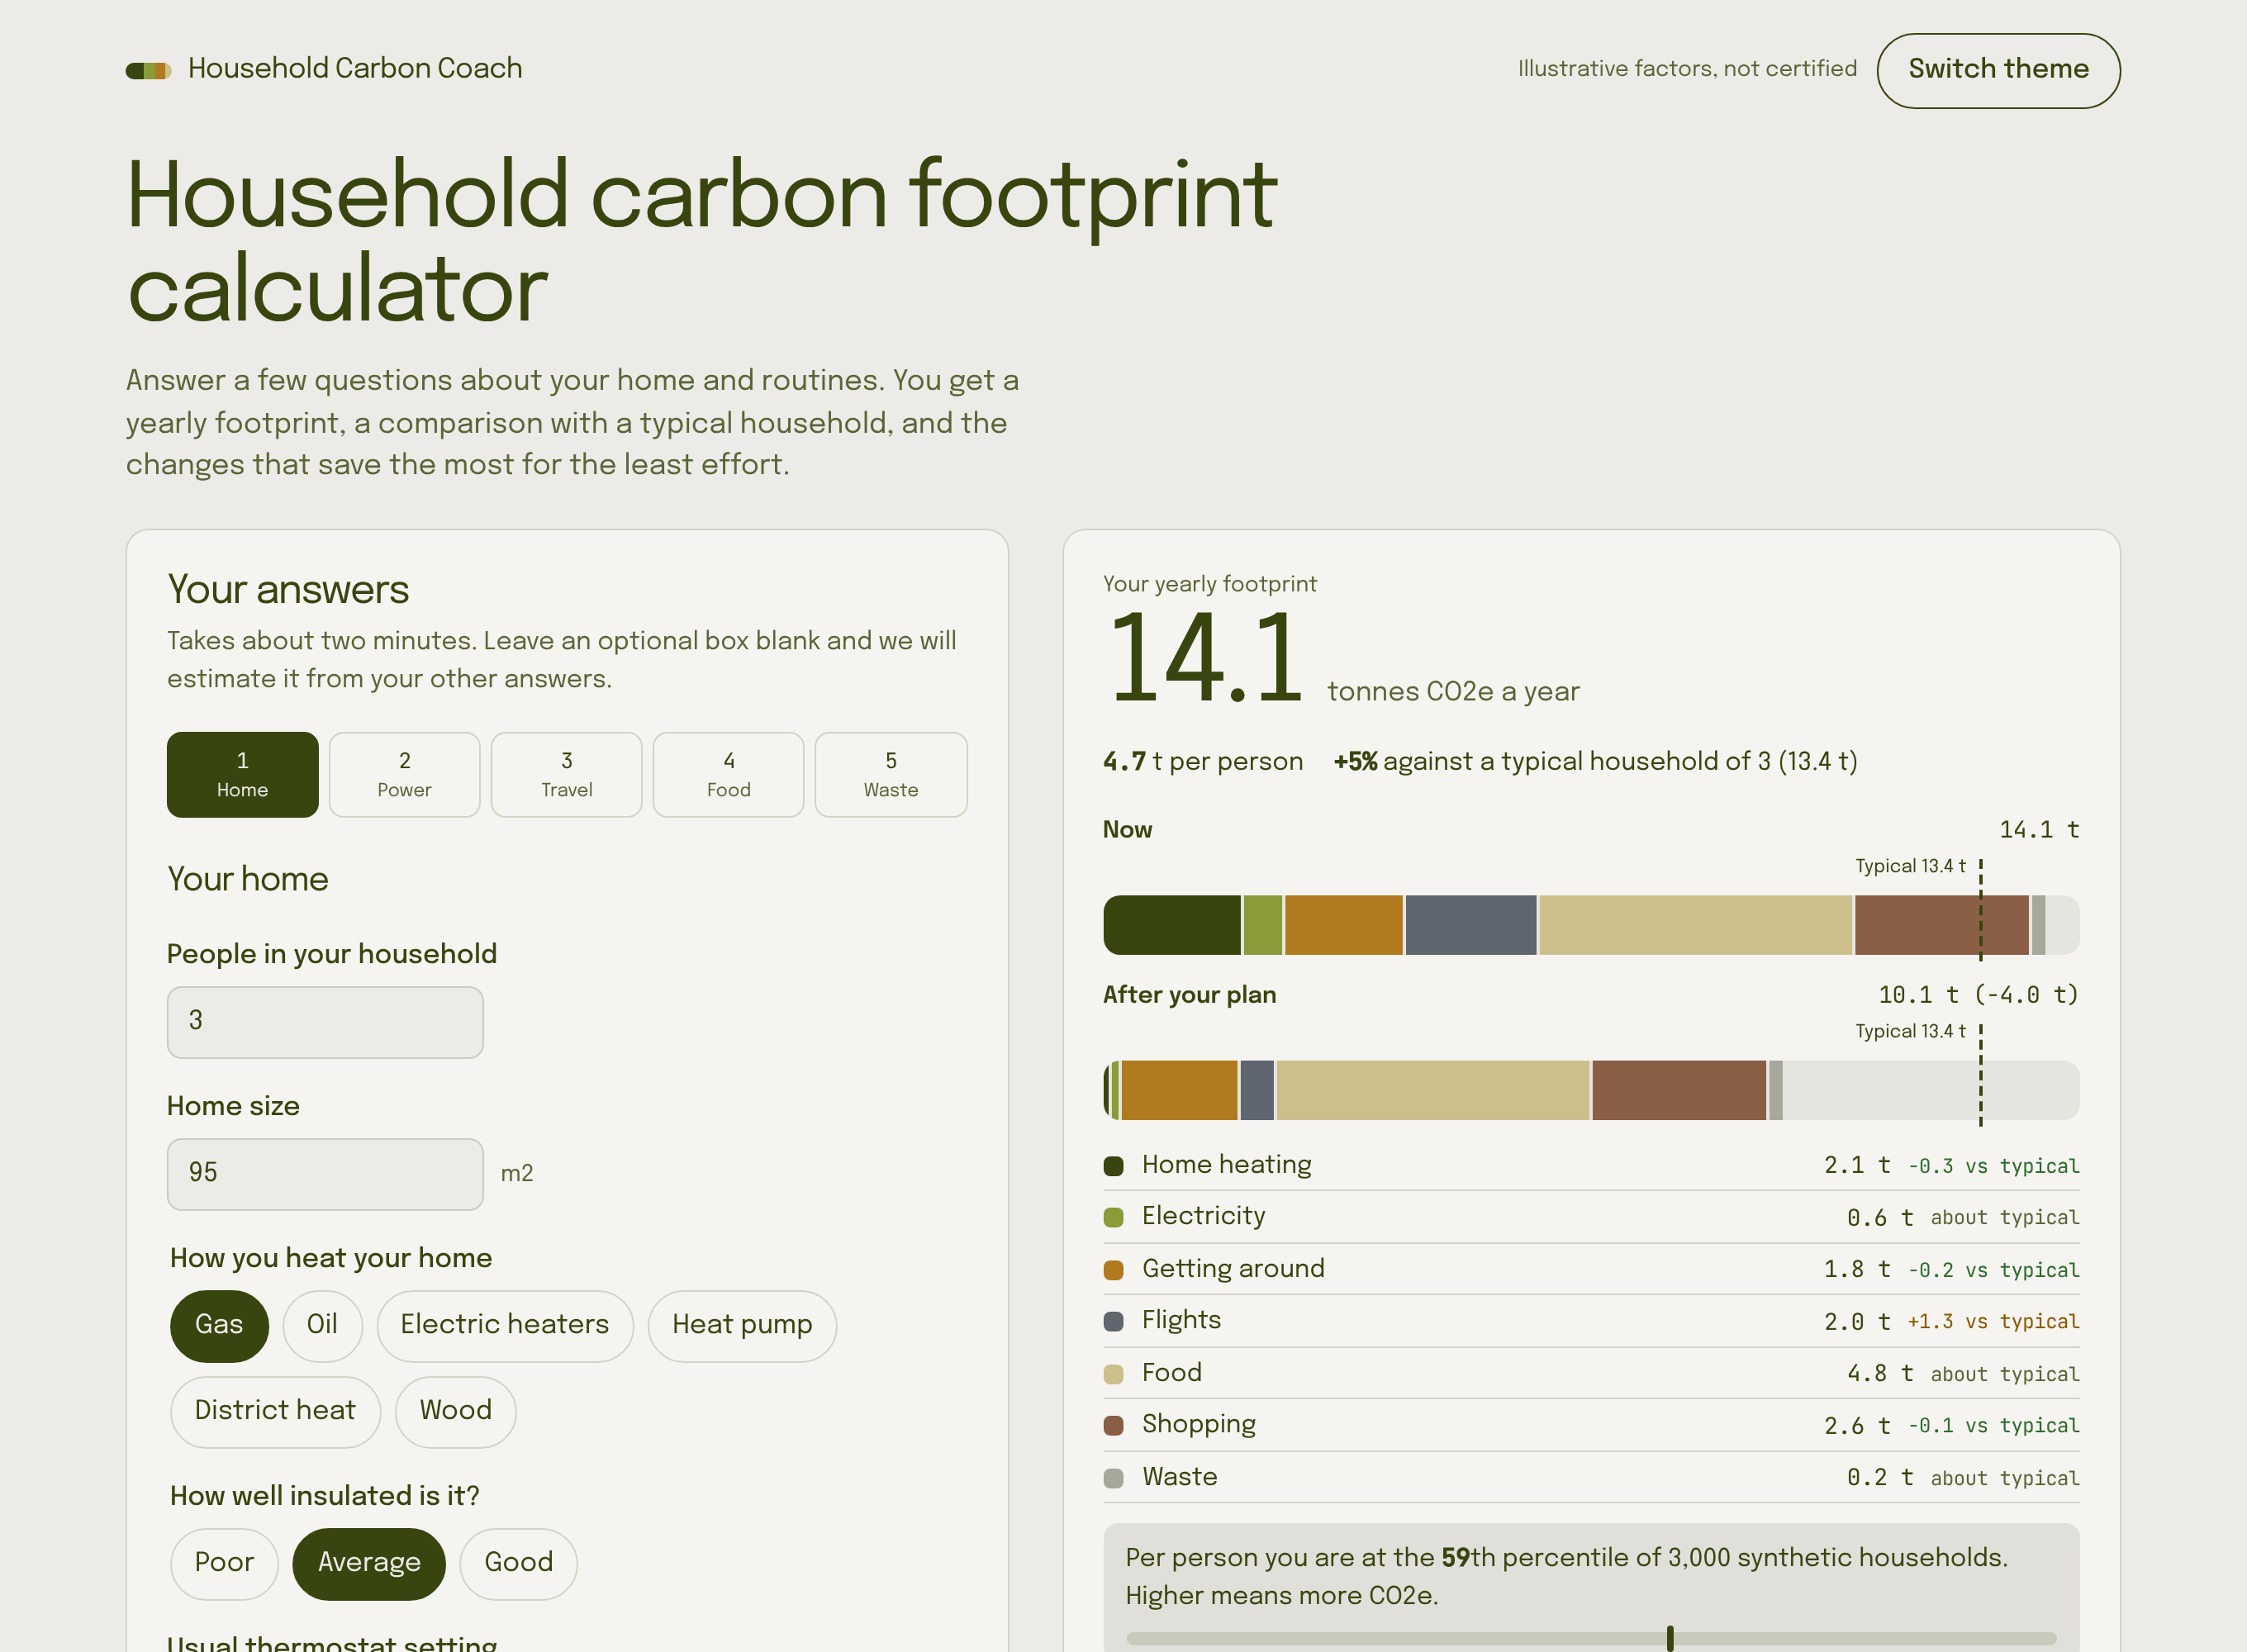 Household Carbon Coach
Illustrative factors, not certified
Switch theme
Household carbon footprint
calculator
Answer a few questions about your home and routines. You get a
yearly footprint, a comparison with a typical household, and the
changes that save the most for the least effort.
Your answers
Takes about two minutes. Leave an optional box blank and we will
estimate it from your other answers.
1
Home
2
Power
3
Travel
4
Food
5
Waste
Your home
People in your household
3
Home size
95 m2
How you heat your home
Gas Oil Electric heaters Heat pump
District heat Wood
How well insulated is it?
Poor Average Good
Usual thermostat setting
Your yearly footprint
14.1 tonnes CO2e a year
4.7 t per person +5% against a typical household of 3 (13.4 t)
Now 14.1 t
Typical 13.4 t
After your plan 10.1 t (-4.0 t)
Typical 13.4 t
Home heating 2.1 t -0.3 vs typical
Electricity 0.6 t about typical
Getting around 1.8 t -0.2 vs typical
Flights 2.0 t +1.3 vs typical
Food 4.8 t about typical
Shopping 2.6 t -0.1 vs typical
Waste 0.2 t about typical
Per person you are at the 59th percentile of 3,000 synthetic households.
Higher means more CO2e.